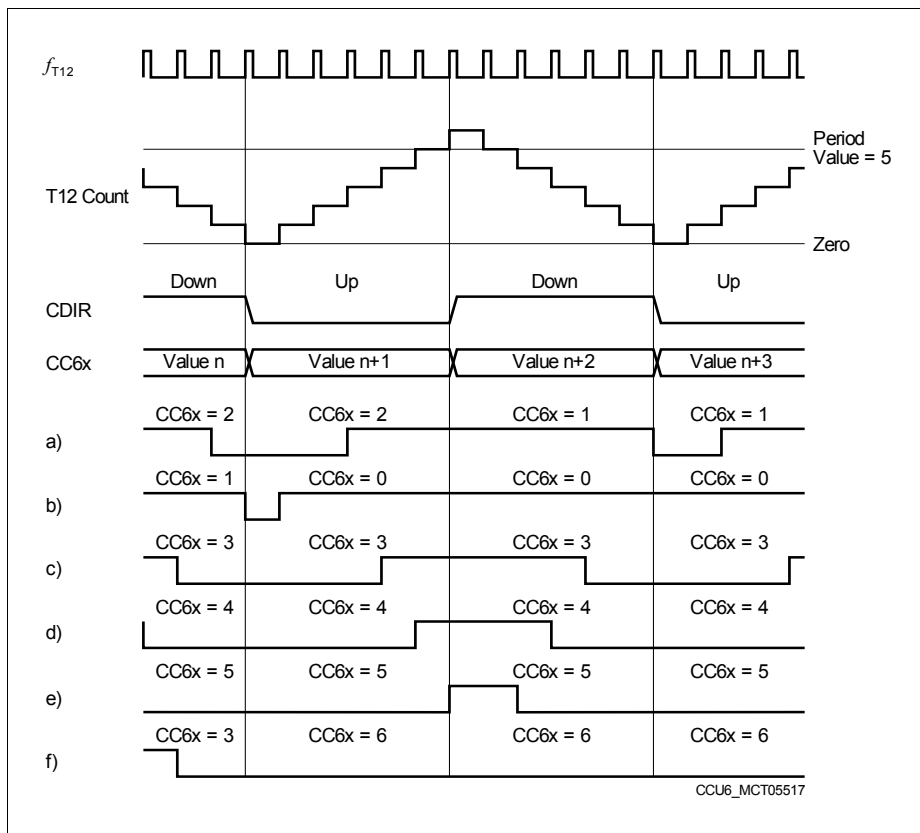 fT12
Period
Value = 5
T12 Count
Zero
Down Up Down Up
CDIR
CC6x Value n Value n+1 Value n+2 Value n+3
CC6x = 2 CC6x = 2 CC6x = 1 CC6x = 1
a)
CC6x = 1 CC6x = 0 CC6x = 0 CC6x = 0
b)
CC6x = 3 CC6x = 3 CC6x = 3 CC6x = 3
c)
CC6x = 4 CC6x = 4 CC6x = 4 CC6x = 4
d)
CC6x = 5 CC6x = 5 CC6x = 5 CC6x = 5
e)
CC6x = 3 CC6x = 6 CC6x = 6 CC6x = 6
f)
CCU6_MCT05517